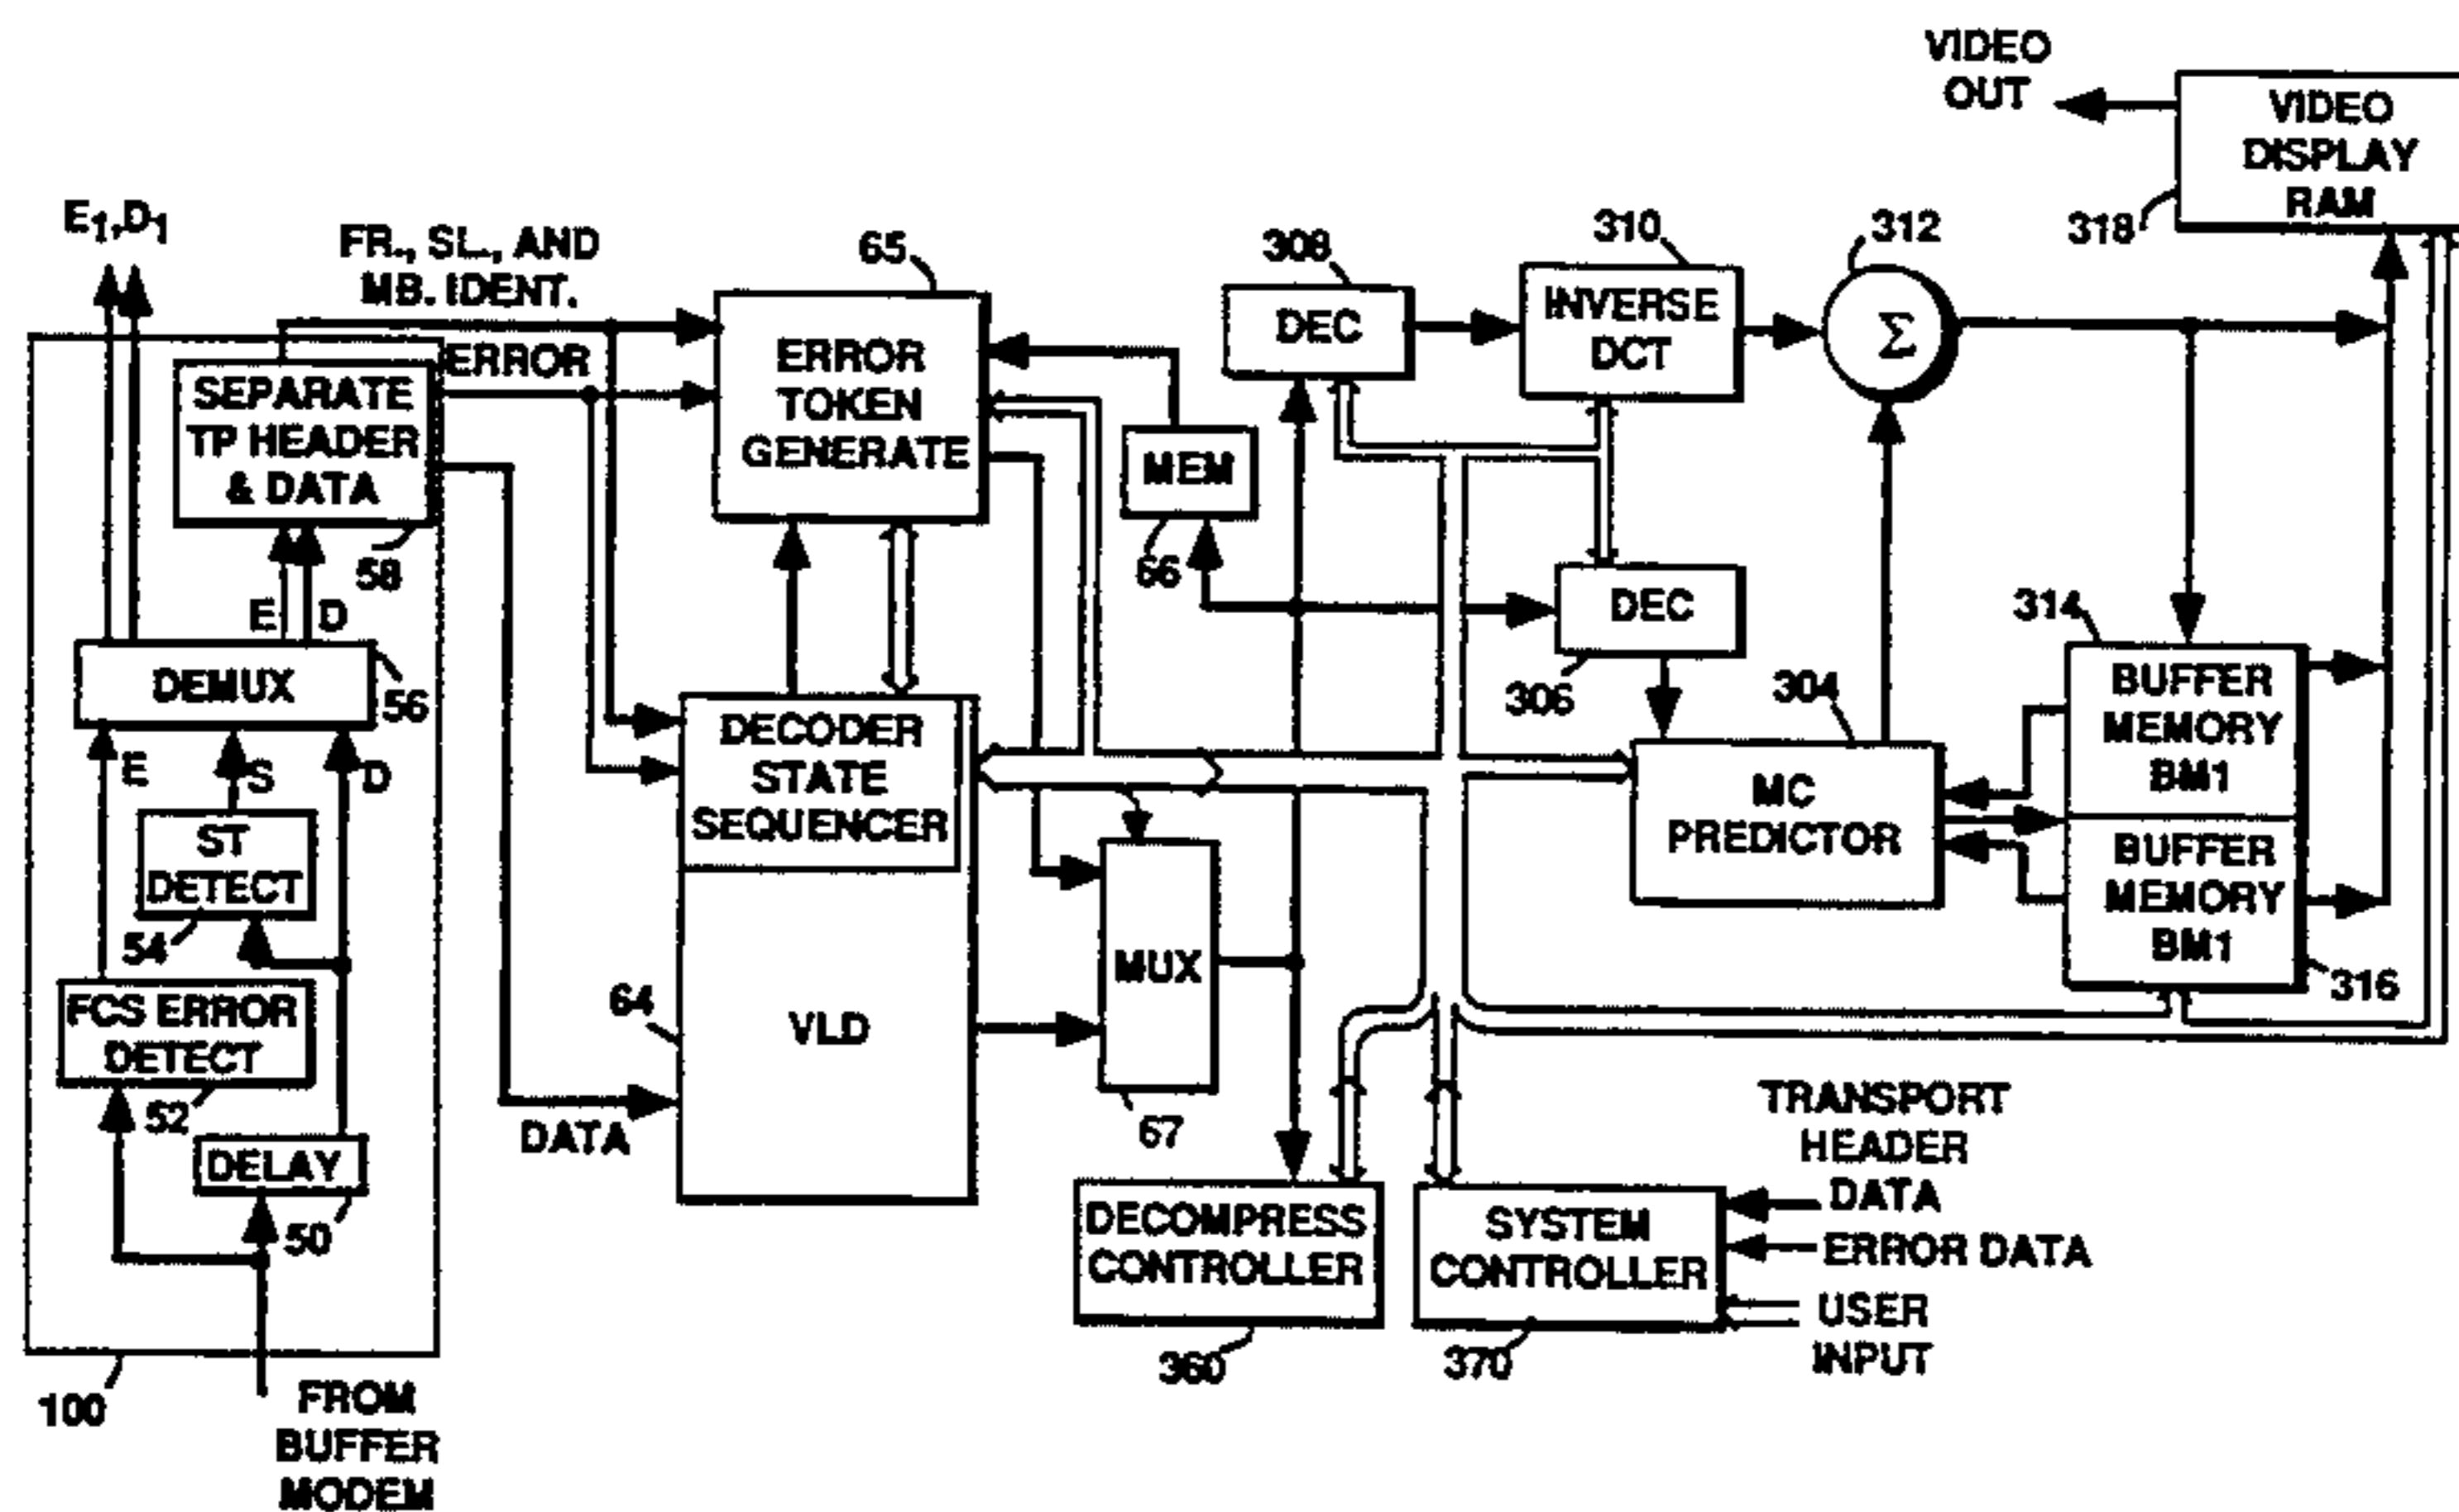 VIDEO
OUT
VIDEO
DISPLAY
RAM
318
E1,D1
FR., SL., AND
MB. IDENT.
65
308
310
312
SEPARATE
TP HEADER
& DATA
ERROR
58
ERROR
TOKEN
GENERATE
DEC
INVERSE
DCT
Σ
MEM
66
E
D
DEMUX
56
DEC
306
304
314
E
S
D
ST
DETECT
54
DECODER
STATE
SEQUENCER
MC
PREDICTOR
BUFFER
MEMORY
BM1
BUFFER
MEMORY
BM1
316
FCS ERROR
DETECT
52
64
VLD
MUX
67
DELAY
50
DATA
DECOMPRESS
CONTROLLER
360
SYSTEM
CONTROLLER
370
TRANSPORT
HEADER
DATA
ERROR DATA
USER
INPUT
100
FROM
BUFFER
MODEM